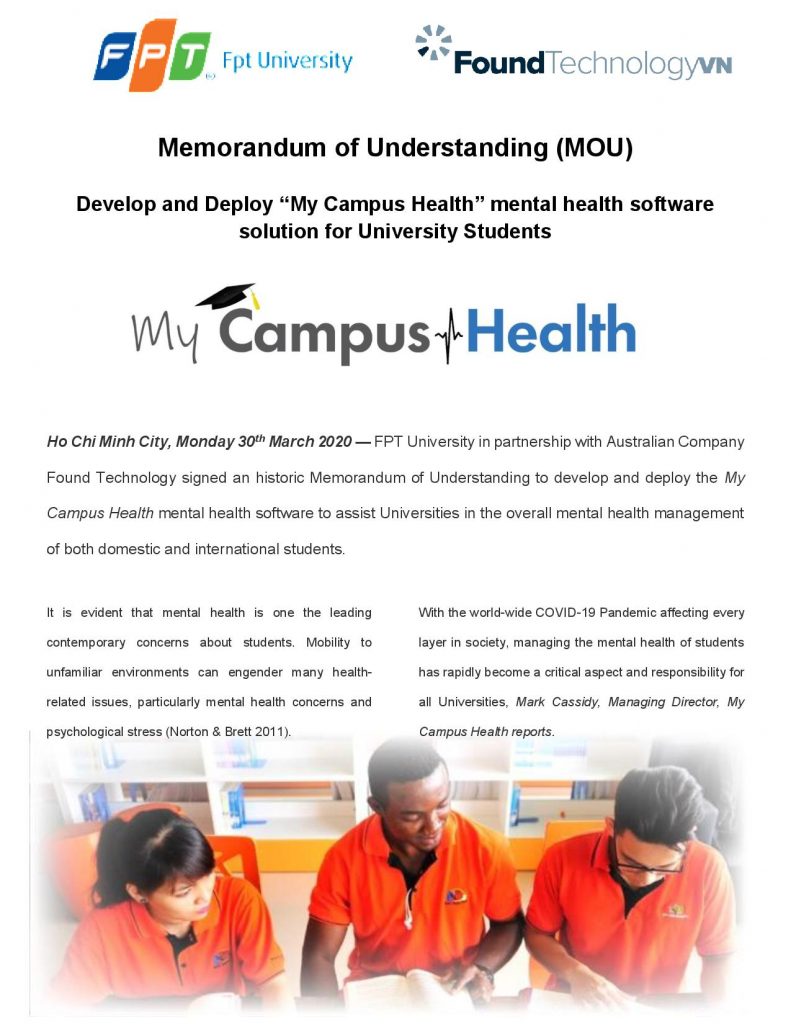 FPT Fpt University
FoundTechnologyVN
Memorandum of Understanding (MOU)
Develop and Deploy “My Campus Health” mental health software
solution for University Students
My Campus Health
Ho Chi Minh City, Monday 30th March 2020 — FPT University in partnership with Australian Company
Found Technology signed an historic Memorandum of Understanding to develop and deploy the My
Campus Health mental health software to assist Universities in the overall mental health management
of both domestic and international students.
It is evident that mental health is one the leading
contemporary concerns about students. Mobility to
unfamiliar environments can engender many health-
related issues, particularly mental health concerns and
psychological stress (Norton & Brett 2011).
With the world-wide COVID-19 Pandemic affecting every
layer in society, managing the mental health of students
has rapidly become a critical aspect and responsibility for
all Universities, Mark Cassidy, Managing Director, My
Campus Health reports.